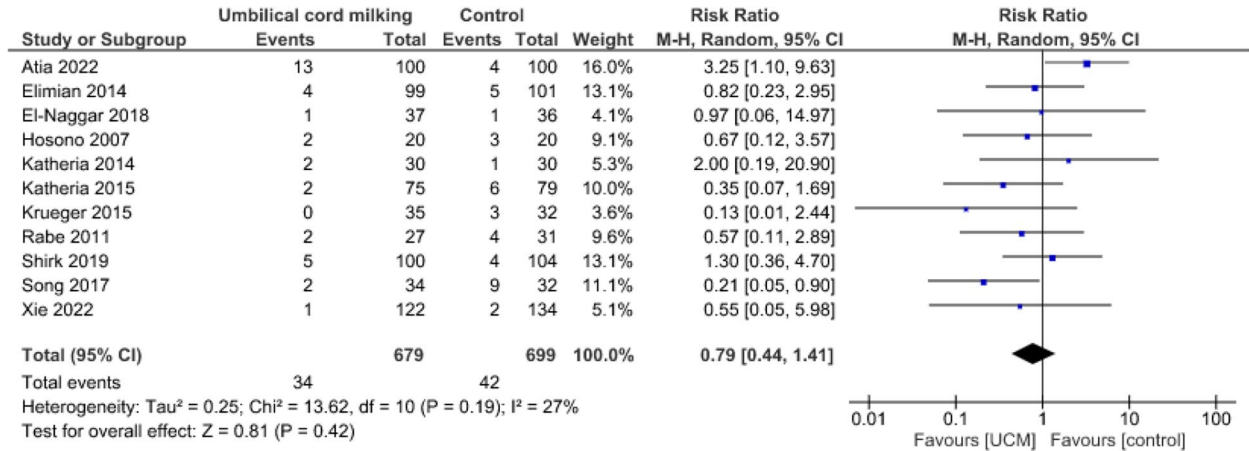 Umbilical cord milking Control Risk Ratio Risk Ratio
Study or Subgroup Events Total Events Total Weight M-H, Random, 95% CI M-H, Random, 95% CI
Atia 2022 13 100 4 100 16.0% 3.25 [1.10, 9.63]
Elimian 2014 4 99 5 101 13.1% 0.82 [0.23, 2.95]
El-Naggar 2018 1 37 1 36 4.1% 0.97 [0.06, 14.97]
Hosono 2007 2 20 3 20 9.1% 0.67 [0.12, 3.57]
Katheria 2014 2 30 1 30 5.3% 2.00 [0.19, 20.90]
Katheria 2015 2 75 6 79 10.0% 0.35 [0.07, 1.69]
Krueger 2015 0 35 3 32 3.6% 0.13 [0.01, 2.44]
Rabe 2011 2 27 4 31 9.6% 0.57 [0.11, 2.89]
Shirk 2019 5 100 4 104 13.1% 1.30 [0.36, 4.70]
Song 2017 2 34 9 32 11.1% 0.21 [0.05, 0.90]
Xie 2022 1 122 2 134 5.1% 0.55 [0.05, 5.98]
Total (95% CI) 679 699 100.0% 0.79 [0.44, 1.41]
Total events 34 42
Heterogeneity: Tau² = 0.25; Chi² = 13.62, df = 10 (P = 0.19); I² = 27%
Test for overall effect: Z = 0.81 (P = 0.42)
0.01 0.1 1 10 100
Favours [UCM] Favours [control]